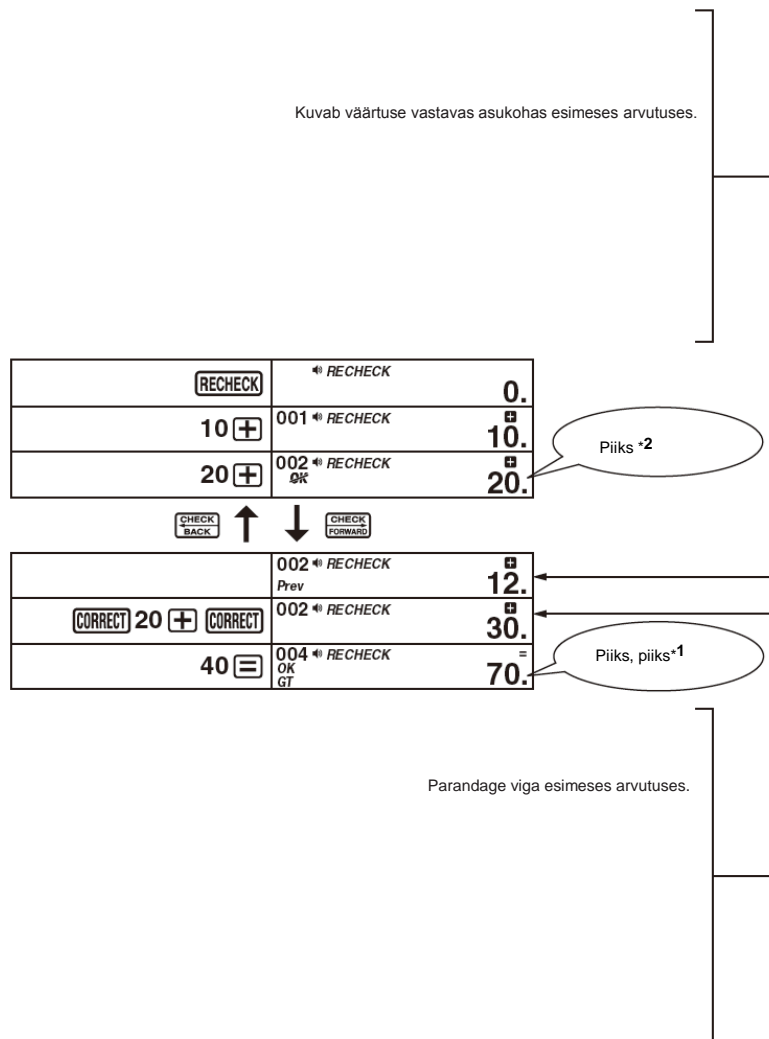 Kuvab väärtuse vastavas asukohas esimeses arvutuses.
RECHECK
RECHECK
0.
10 +
001 RECHECK
+
10.
20 +
002 RECHECK
OK
+
20.
Piiks *2
CHECK BACK
CHECK FORWARD
002 RECHECK
Prev
+
12.
CORRECT 20 + CORRECT
002 RECHECK
+
30.
40 =
004 RECHECK
OK
GT
=
70.
Piiks, piiks*1
Parandage viga esimeses arvutuses.